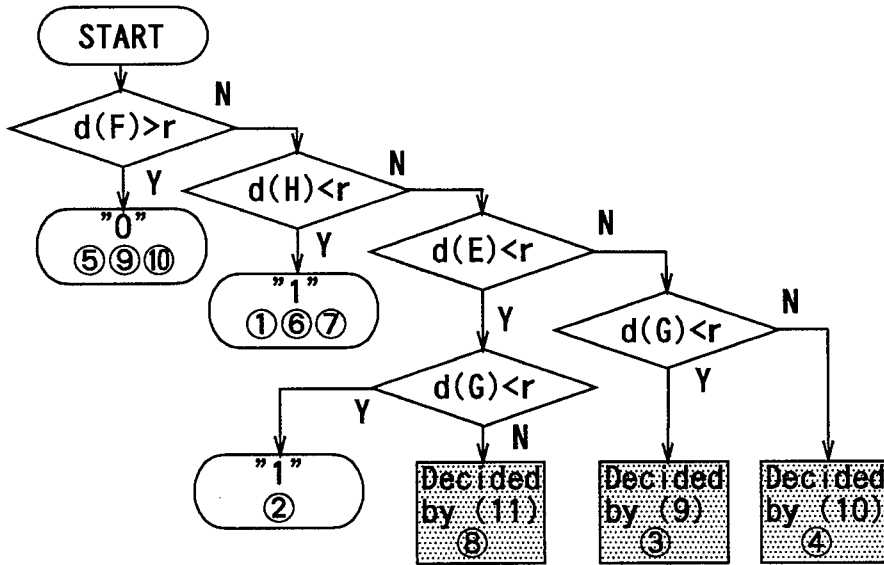 START
N
d(F)>r
N
Y
d(H)<r
N
"0"
⑤⑨⑩
Y
d(E)<r
N
"1"
①⑥⑦
Y
d(G)<r
d(G)<r
Y
Y
N
"1"
②
Decided
by (11)
⑧
Decided
by (9)
③
Decided
by (10)
④